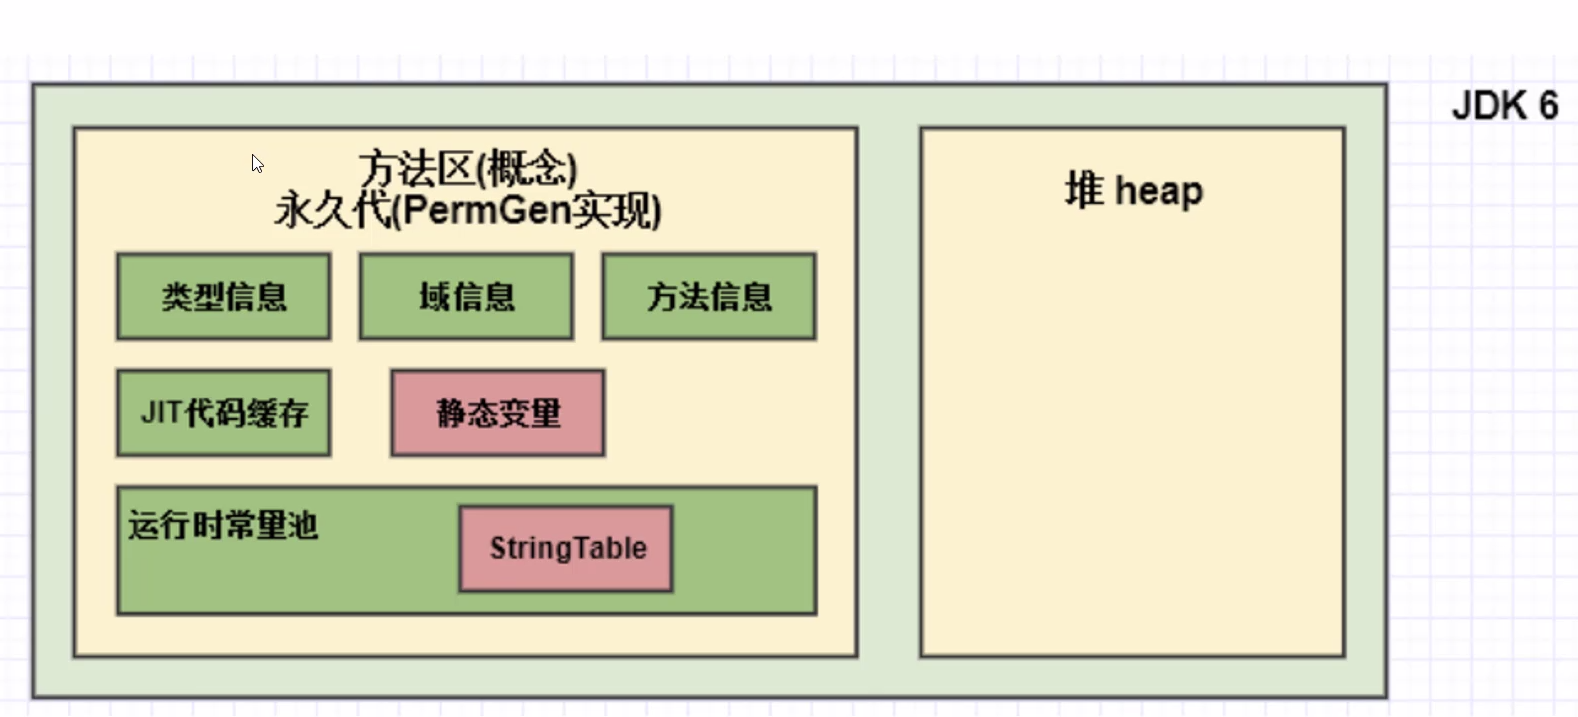 JDK 6
方法区(概念)
永久代(PermGen实现)
堆 heap
类型信息
域信息
方法信息
JIT代码缓存
静态变量
运行时常量池
StringTable